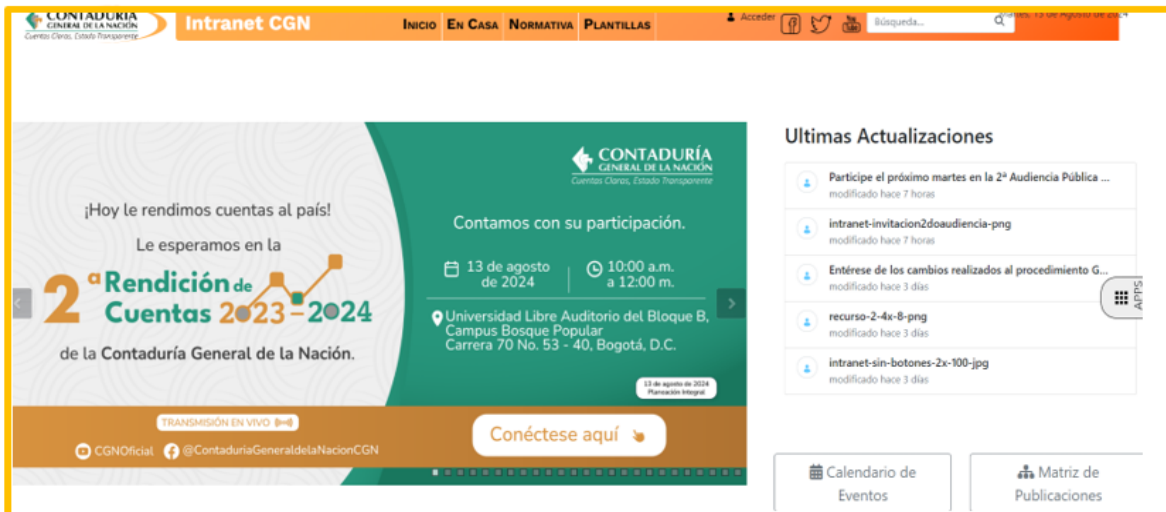 CONTADURÍA
GENERAL DE LA NACIÓN
Cuentas Claras, Estado Transparente
Intranet CGN
INICIO EN CASA NORMATIVA PLANTILLAS
Acceder
Búsqueda...
Martes, 13 de Agosto de 2024
CONTADURÍA
GENERAL DE LA NACIÓN
Cuentas Claras, Estado Transparente
¡Hoy le rendimos cuentas al país!
Le esperamos en la
2ª Rendición de
Cuentas 2023-2024
de la Contaduría General de la Nación.
Contamos con su participación.
13 de agosto
de 2024
10:00 a.m.
a 12:00 m.
Universidad Libre Auditorio del Bloque B,
Campus Bosque Popular
Carrera 70 No. 53 - 40, Bogotá, D.C.
13 de agosto de 2024
Planeación Integral
TRANSMISIÓN EN VIVO
CGNOficial @ContaduriaGeneraldelaNacionCGN
Conéctese aquí
Ultimas Actualizaciones
Participe el próximo martes en la 2ª Audiencia Pública ...
modificado hace 7 horas
intranet-invitacion2doaudiencia-png
modificado hace 7 horas
Entérese de los cambios realizados al procedimiento G...
modificado hace 3 días
recurso-2-4x-8-png
modificado hace 3 días
intranet-sin-botones-2x-100-jpg
modificado hace 3 días
APPS
Calendario de
Eventos
Matriz de
Publicaciones